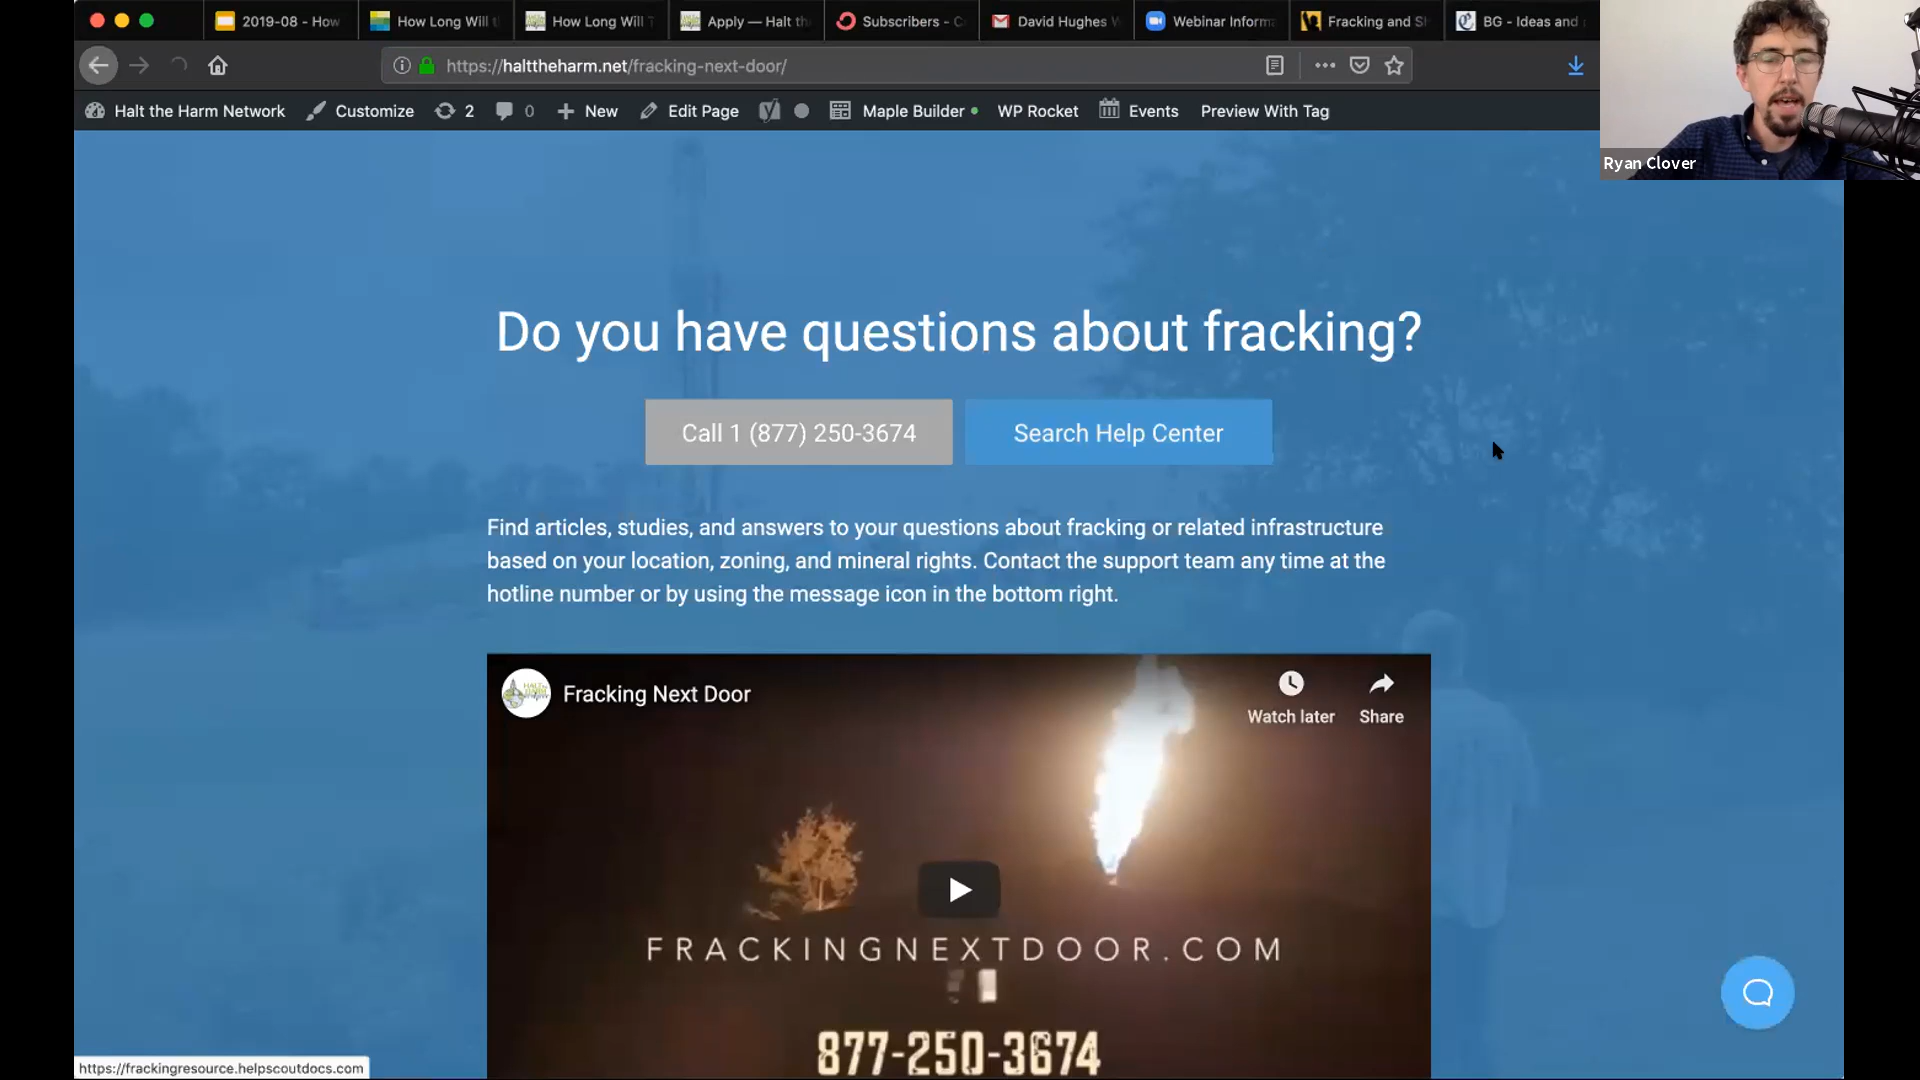 2019-08 - How
How Long Will t
How Long Will T
Apply — Halt th
Subscribers - C
David Hughes W
Webinar Informa
Fracking and S
BG - Ideas and
https://halttheharm.net/fracking-next-door/
Halt the Harm Network
Customize
2
0
New
Edit Page
Maple Builder
WP Rocket
Events
Preview With Tag
Ryan Clover
Do you have questions about fracking?
Call 1 (877) 250-3674
Search Help Center
Find articles, studies, and answers to your questions about fracking or related infrastructure
based on your location, zoning, and mineral rights. Contact the support team any time at the
hotline number or by using the message icon in the bottom right.
Fracking Next Door
Watch later
Share
FRACKINGNEXTDOOR.COM
877-250-3674
https://frackingresource.helpscoutdocs.com